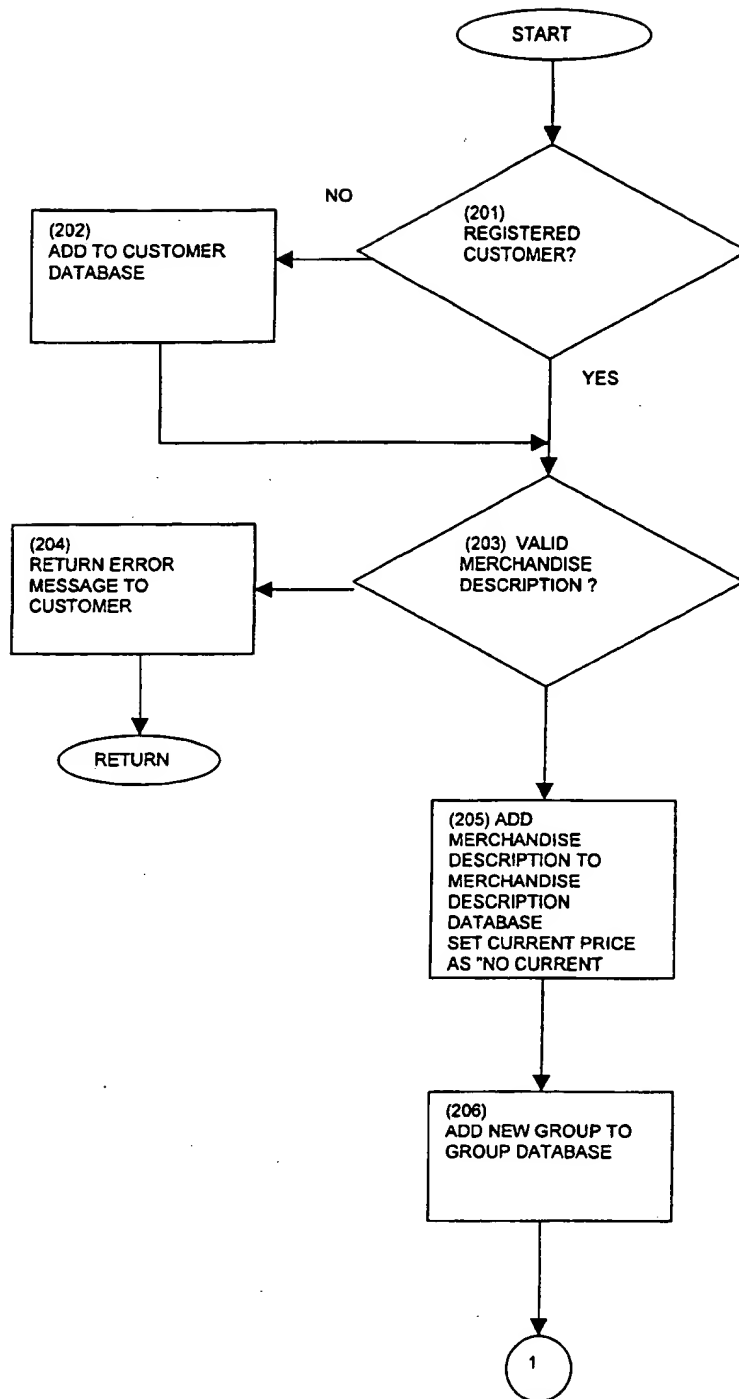 START
NO
(201)
REGISTERED
CUSTOMER?
(202)
ADD TO CUSTOMER
DATABASE
YES
(203) VALID
MERCHANDISE
DESCRIPTION ?
(204)
RETURN ERROR
MESSAGE TO
CUSTOMER
RETURN
(205) ADD
MERCHANDISE
DESCRIPTION TO
MERCHANDISE
DESCRIPTION
DATABASE
SET CURRENT PRICE
AS "NO CURRENT
(206)
ADD NEW GROUP TO
GROUP DATABASE
1